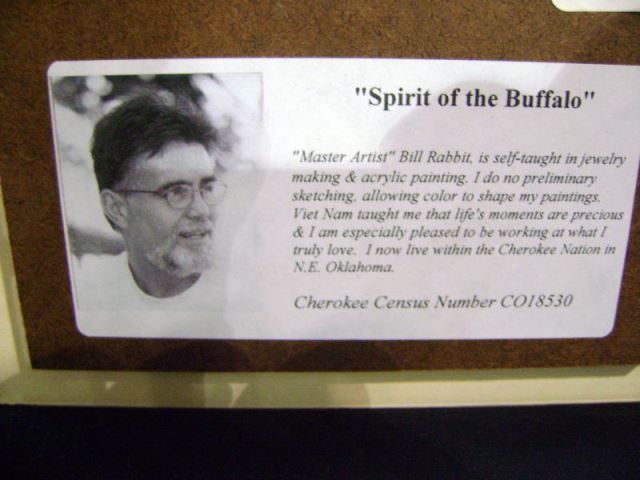 "Spirit of the Buffalo"
"Master Artist" Bill Rabbit, is self-taught in jewelry
making & acrylic painting. I do no preliminary
sketching, allowing color to shape my paintings.
Viet Nam taught me that life's moments are precious
& I am especially pleased to be working at what I
truly love. I now live within the Cherokee Nation in
N.E. Oklahoma.
Cherokee Census Number CO18530